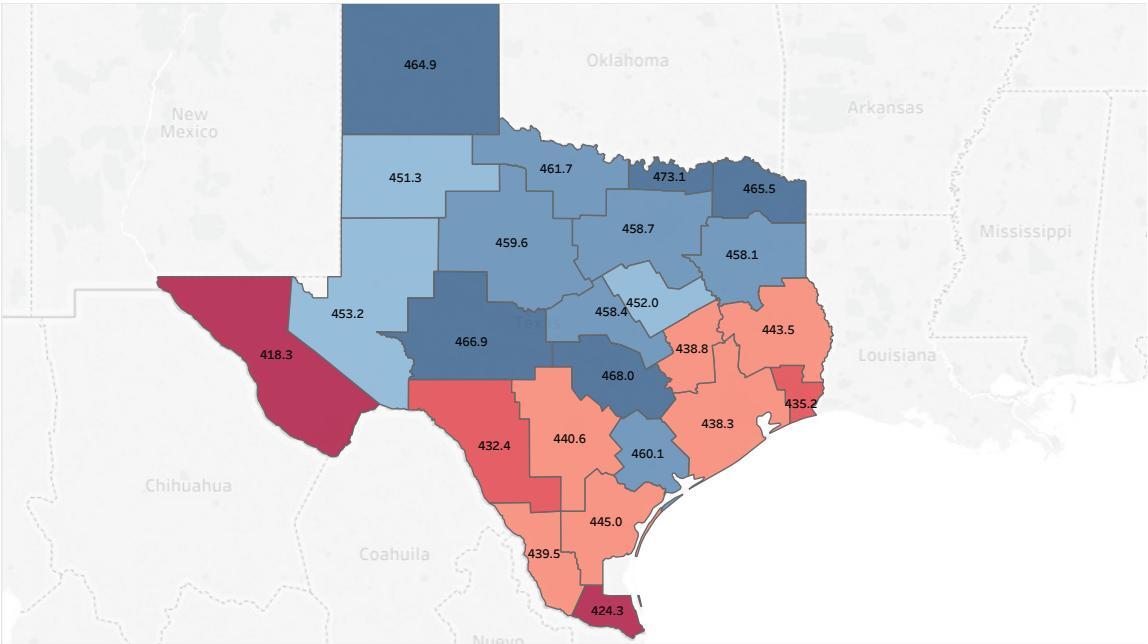 464.9
Oklahoma
Arkansas
New
Mexico
451.3
461.7
473.1
465.5
459.6
458.7
458.1
Mississippi
453.2
458.4
452.0
Texas
466.9
418.3
438.8
443.5
Louisiana
468.0
435.2
438.3
432.4
440.6
460.1
Chihuahua
445.0
Coahuila
439.5
424.3
Nuevo